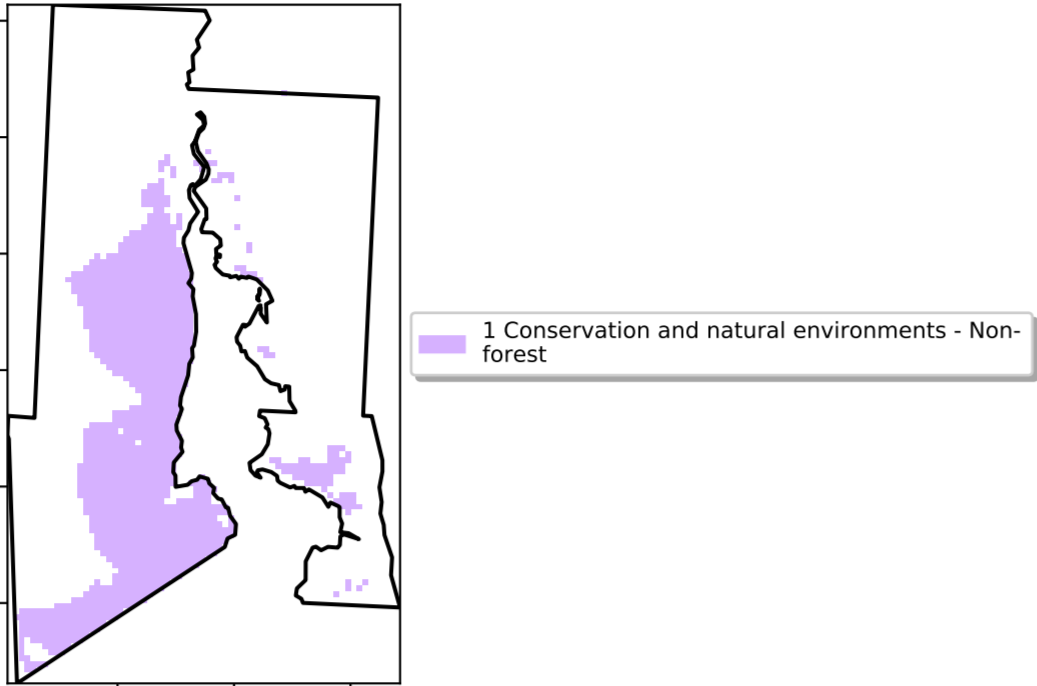 1 Conservation and natural environments - Non-
forest